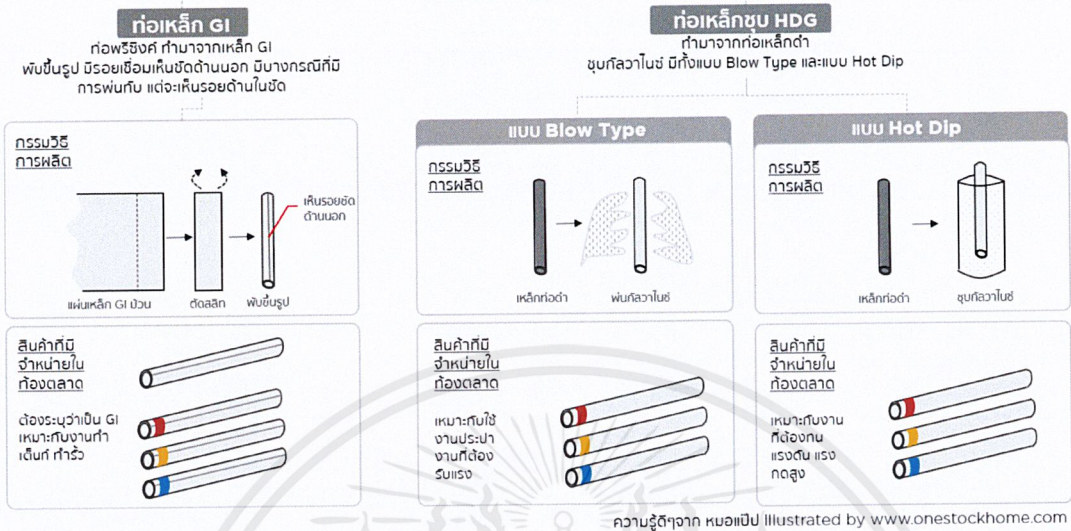 ท่อเหล็ก GI
ท่อพรีซิงค์ ทำมาจากเหล็ก GI
พับขึ้นรูป มีรอยเชื่อมเห็นชัดด้านนอก มีบางกรณีที่มี
การพ่นทับ แต่จะเห็นรอยด้านในชัด
กรรมวิธี
การผลิต
เห็นรอยชัด
ด้านนอก
แผ่นเหล็ก GI ม้วน
ตัดสลิท
พับขึ้นรูป
สินค้าที่มี
จำหน่ายใน
ท้องตลาด
ต้องระบุว่าเป็น GI
เหมาะกับงานทำ
เต็นท์ ทำรั้ว
ท่อเหล็กชุบ HDG
ทำมาจากท่อเหล็กดำ
ชุบกัลวาไนซ์ มีทั้งแบบ Blow Type และแบบ Hot Dip
แบบ Blow Type
กรรมวิธี
การผลิต
เหล็กท่อดำ
พ่นกัลวาไนซ์
สินค้าที่มี
จำหน่ายใน
ท้องตลาด
เหมาะกับใช้
งานประปา
งานที่ต้อง
รับแรง
แบบ Hot Dip
กรรมวิธี
การผลิต
เหล็กท่อดำ
ชุบกัลวาไนซ์
สินค้าที่มี
จำหน่ายใน
ท้องตลาด
เหมาะกับงาน
ที่ต้องทน
แรงดัน แรง
กดสูง
ความรู้ดีๆจาก หมอแป๊ป Illustrated by www.onestockhome.com